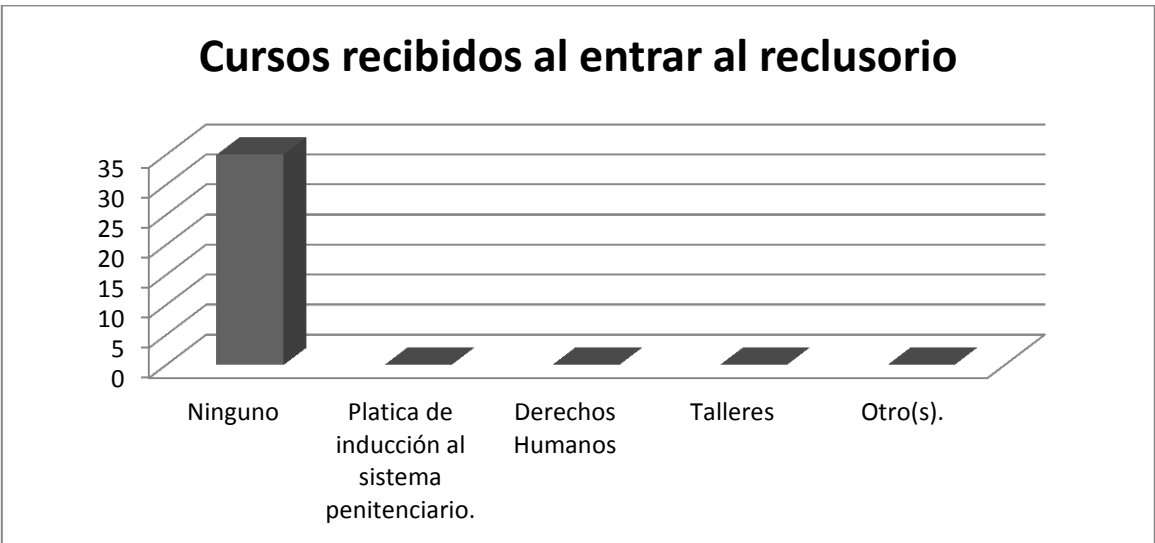 Cursos recibidos al entrar al reclusorio
35
30
25
20
15
10
5
0
Ninguno
Platica de
inducción al
sistema
penitenciario.
Derechos
Humanos
Talleres
Otro(s).